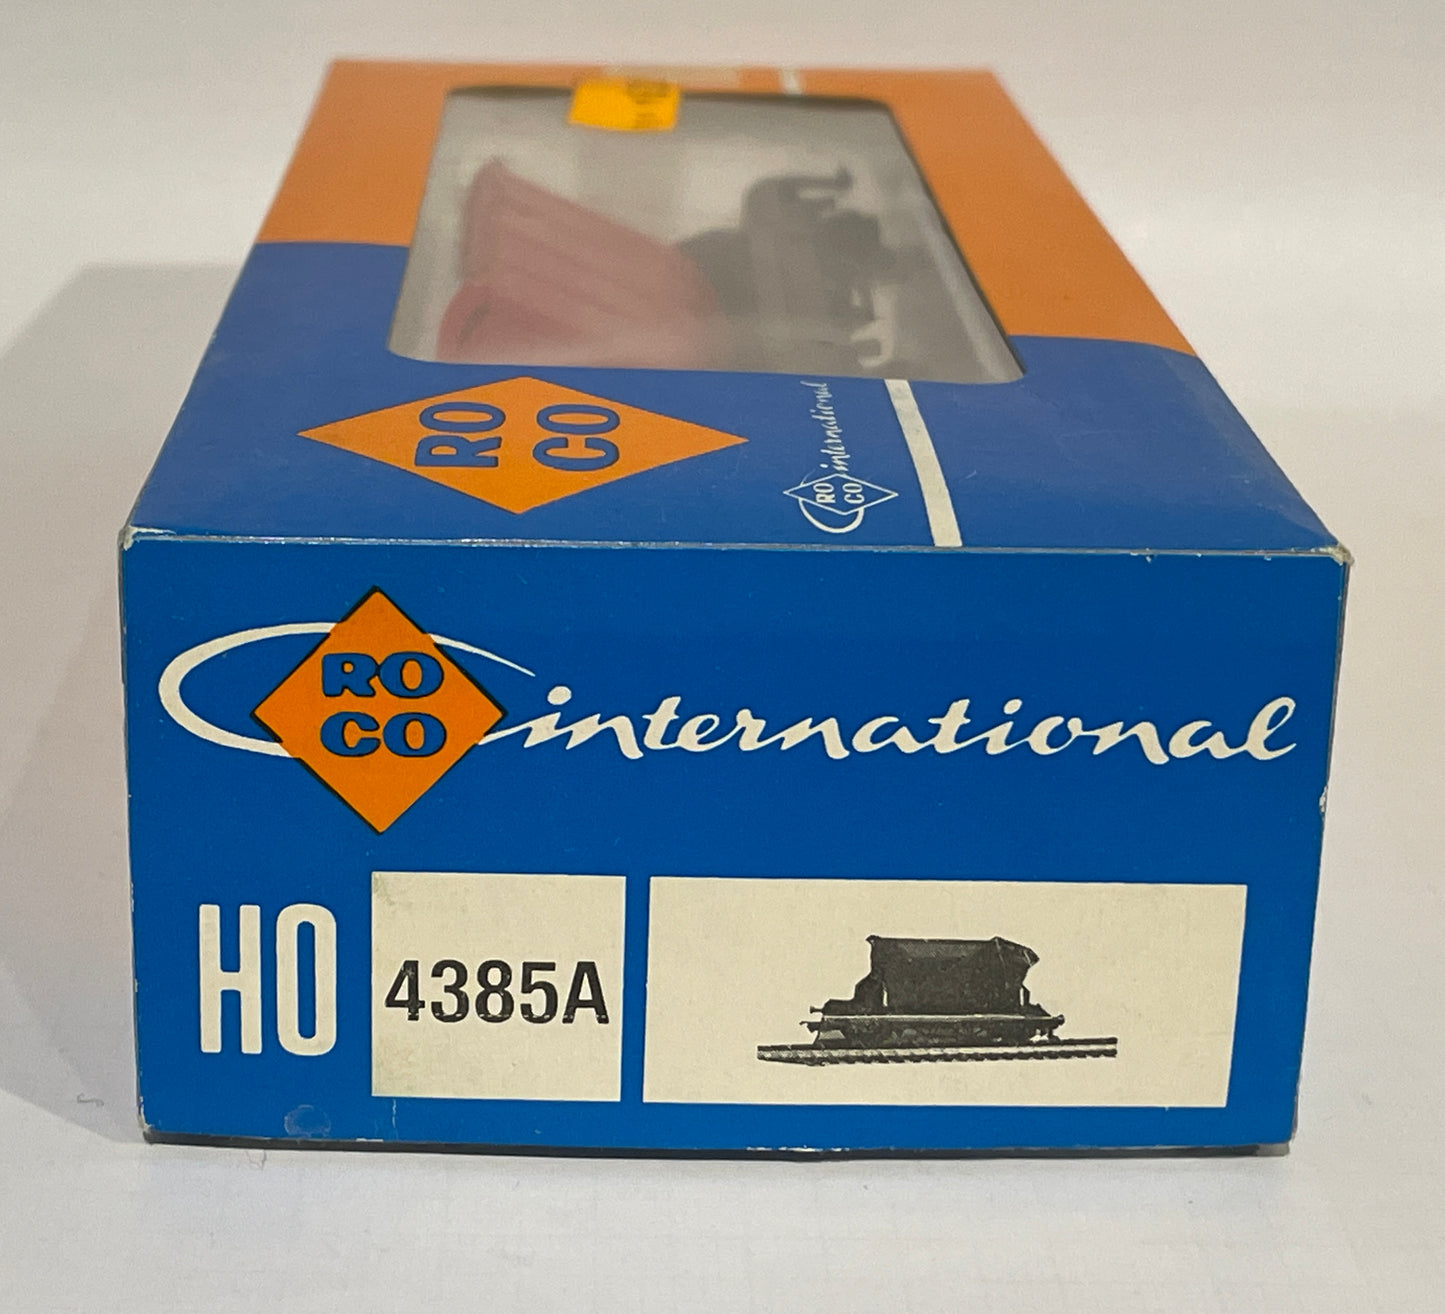 RO
CO
RO
CO
international
RO
CO
international
HO
4385A